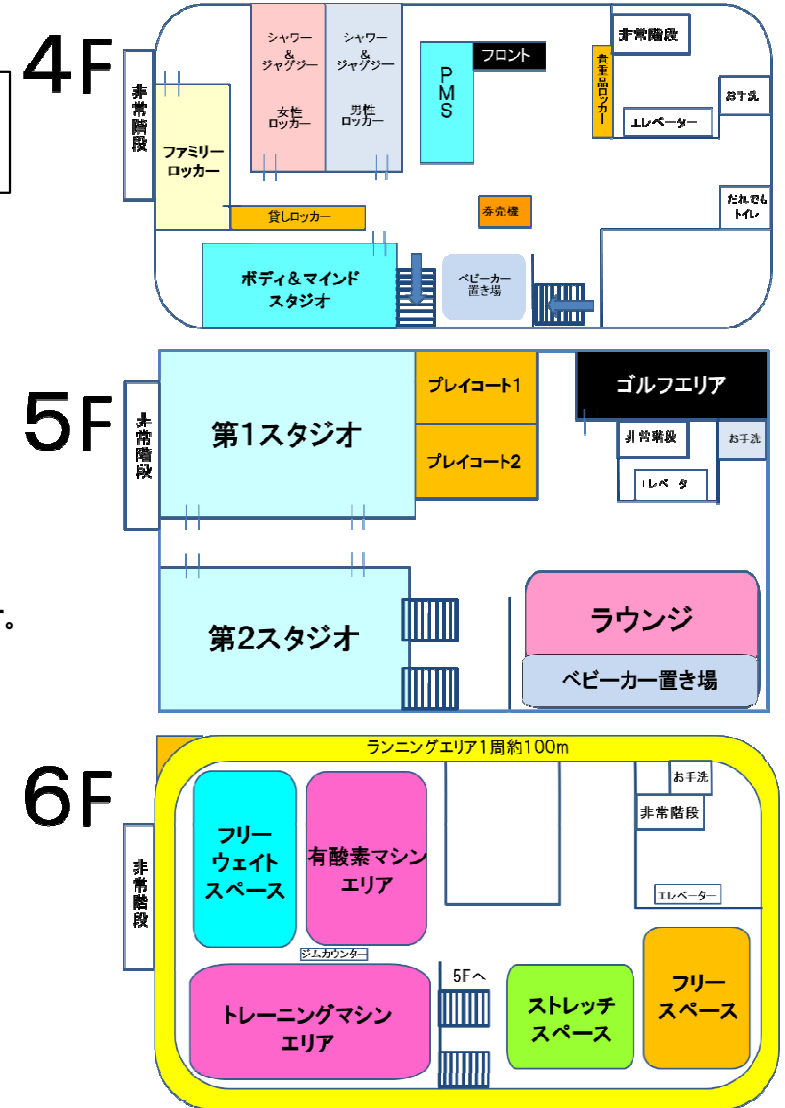 4F
非常階段
シャワー
&
ジャグジー
女性
ロッカー
シャワー
&
ジャグジー
男性
ロッカー
PMS
フロント
貴重品ロッカー
非常階段
エレベーター
お手洗
ファミリー
ロッカー
貸しロッカー
券売機
だれでも
トイレ
ボディ&マインド
スタジオ
ベビーカー
置き場
5F
非常階段
第1スタジオ
プレイコート1
プレイコート2
ゴルフエリア
非常階段
お手洗
エレベータ
第2スタジオ
ラウンジ
ベビーカー置き場
。
6F
非常階段
ランニングエリア1周約100m
フリー
ウェイト
スペース
有酸素マシン
エリア
お手洗
非常階段
エレベーター
ジムカウンター
トレーニングマシン
エリア
5Fへ
ストレッチ
スペース
フリー
スペース